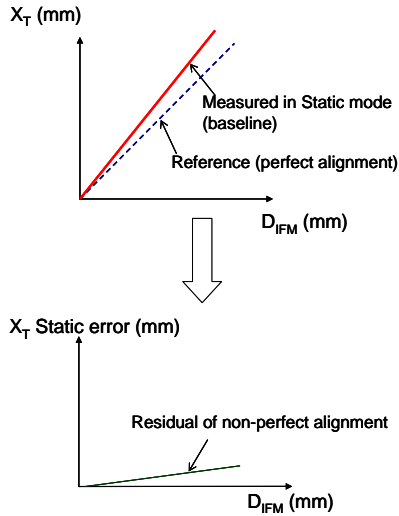 X_T (mm)
Measured in Static mode
(baseline)
Reference (perfect alignment)
D_IFM (mm)
X_T Static error (mm)
Residual of non-perfect alignment
D_IFM (mm)